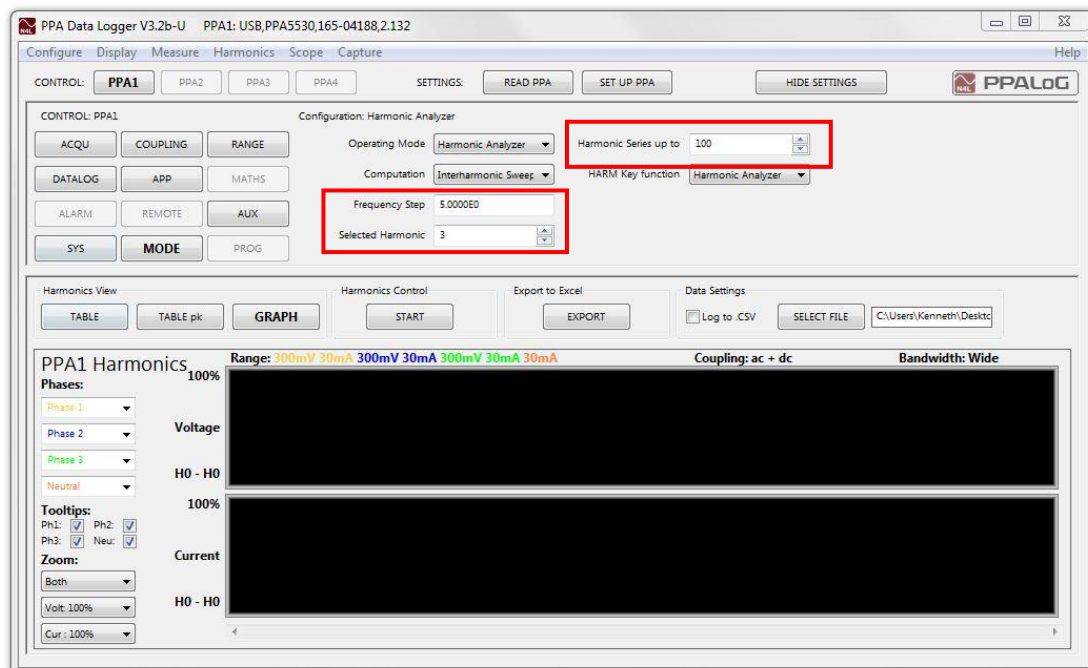 PPA Data Logger V3.2b-U PPA1: USB,PPA5530,165-04188,2.132
Configure Display Measure Harmonics Scope Capture Help
CONTROL: PPA1 PPA2 PPA3 PPA4 SETTINGS: READ PPA SET UP PPA HIDE SETTINGS N4L PPALoG
CONTROL: PPA1 Configuration: Harmonic Analyzer
ACQU COUPLING RANGE Operating Mode Harmonic Analyzer Harmonic Series up to 100
DATALOG APP MATHS Computation Interharmonic Sweep HARM Key function Harmonic Analyzer
ALARM REMOTE AUX Frequency Step 5.0000E0
SYS MODE PROG Selected Harmonic 3
Harmonics View Harmonics Control Export to Excel Data Settings
TABLE TABLE pk GRAPH START EXPORT Log to .CSV SELECT FILE C:\Users\Kenneth\Desktc
PPA1 Harmonics Range: 300mV 30mA 300mV 30mA 300mV 30mA 30mA Coupling: ac + dc Bandwidth: Wide
Phases: 100%
Phase 1
Phase 2 Voltage
Phase 3
H0 - H0
Neutral
Tooltips: 100%
Ph1: Ph2:
Ph3: Neu:
Zoom: Current
Both
Volt: 100% H0 - H0
Cur : 100%